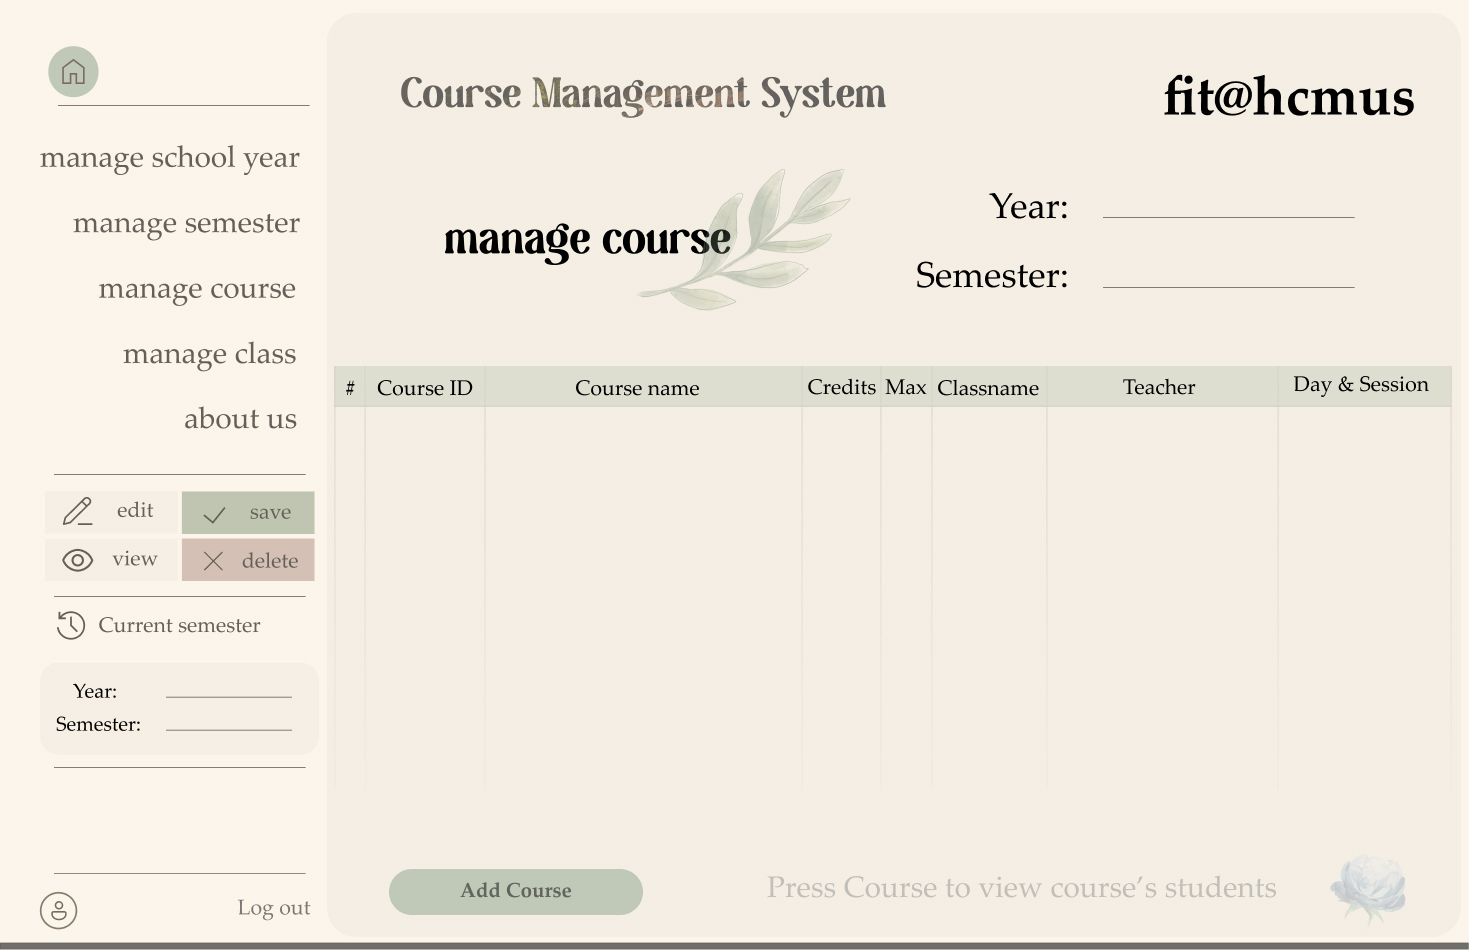 Course Management System
fit@hcmus
manage school year
manage semester
manage course
manage class
about us
edit
save
view
delete
Current semester
Year:
Semester:
Log out
manage course
Year:
Semester:
# Course ID Course name Credits Max Classname Teacher Day & Session
Add Course
Press Course to view course’s students